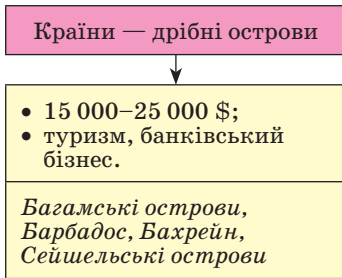 Країни — дрібні острови
• 15 000–25 000 $;
• туризм, банківський
бізнес.
Багамські острови,
Барбадос, Бахрейн,
Сейшельські острови